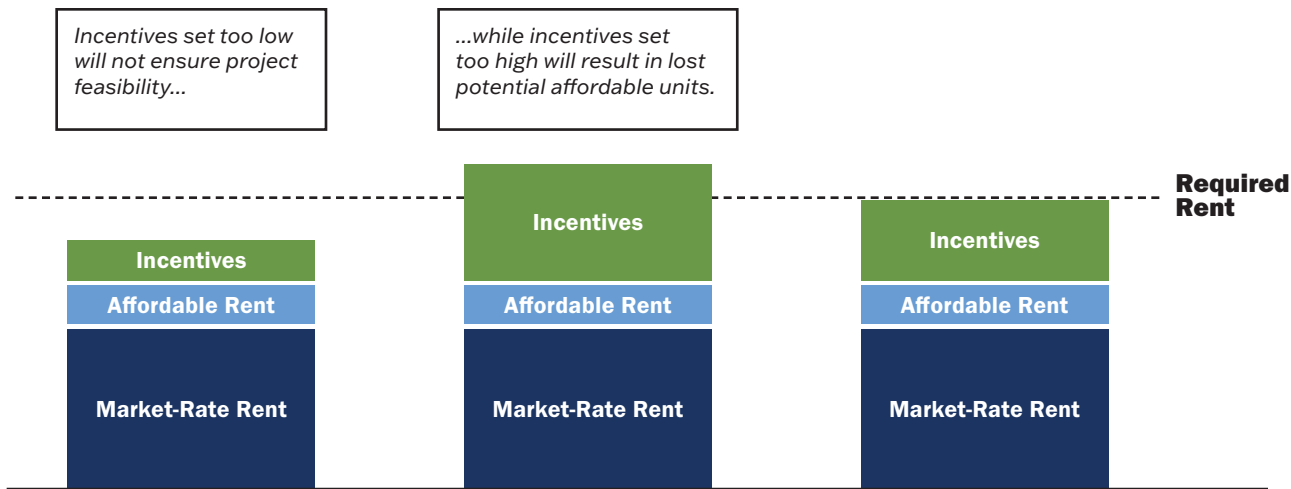 Incentives set too low
will not ensure project
feasibility...
...while incentives set
too high will result in lost
potential affordable units.
Required
Rent
Incentives
Affordable Rent
Market-Rate Rent
Incentives
Affordable Rent
Market-Rate Rent
Incentives
Affordable Rent
Market-Rate Rent